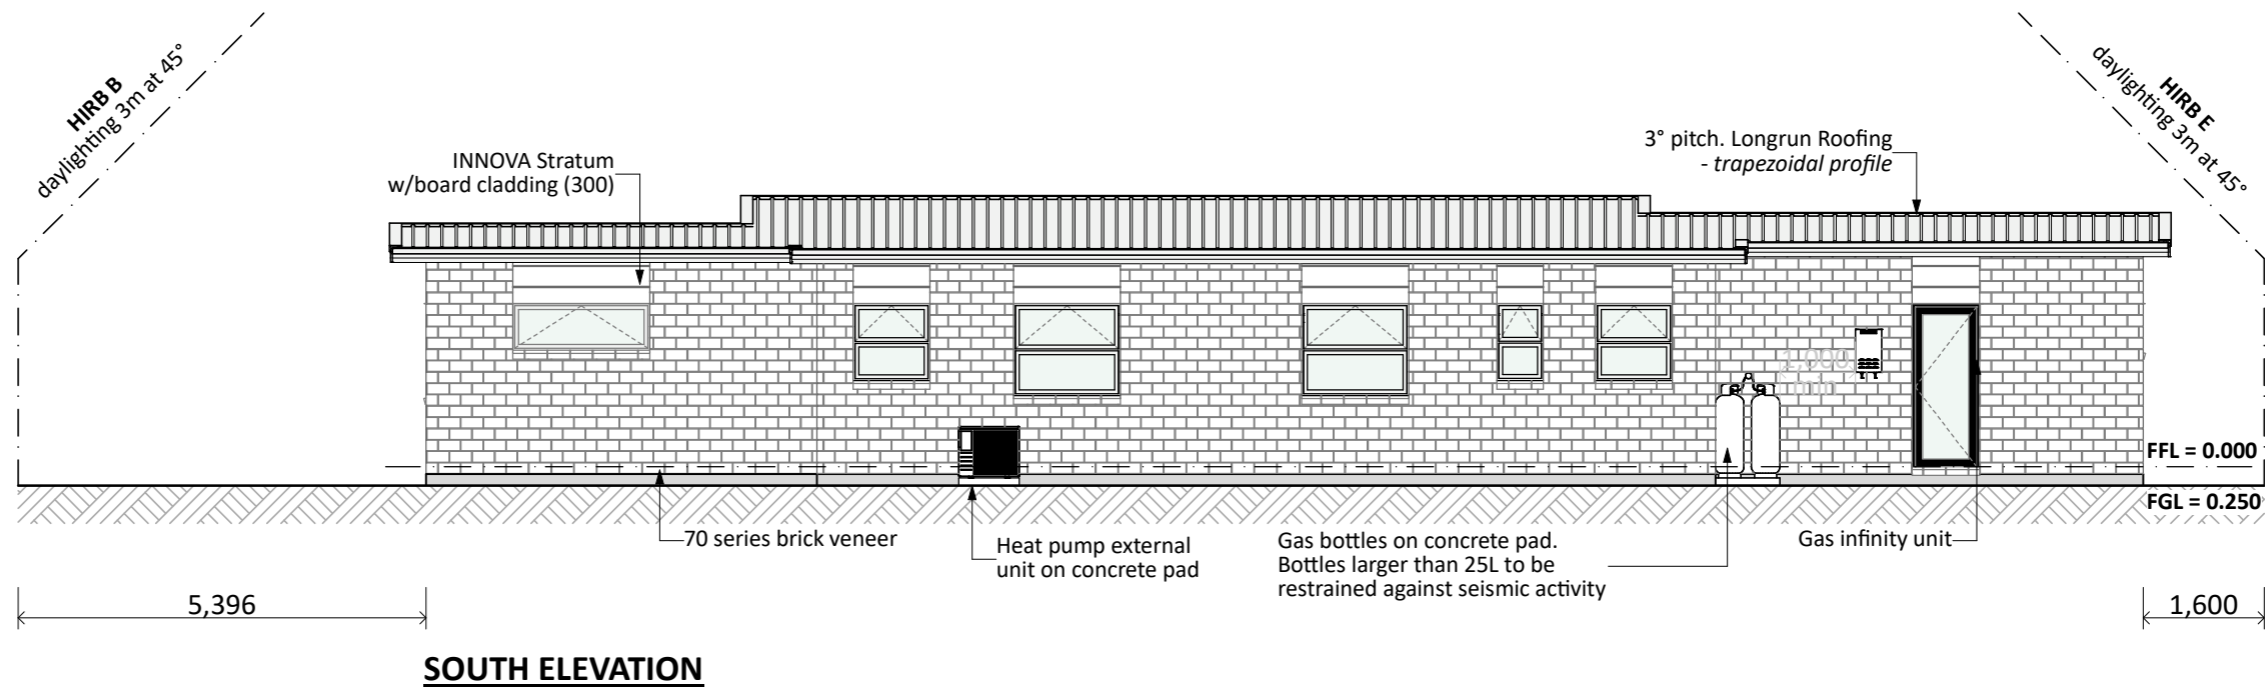 HIRB B
daylighting 3m at 45°
HIRB E
daylighting 3m at 45°
INNOVA Stratum
w/board cladding (300)
3° pitch. Longrun Roofing
- trapezoidal profile
1,000
min
FFL = 0.000
FGL = 0.250
70 series brick veneer
Heat pump external
unit on concrete pad
Gas bottles on concrete pad.
Bottles larger than 25L to be
restrained against seismic activity
Gas infinity unit
5,396
1,600
SOUTH ELEVATION